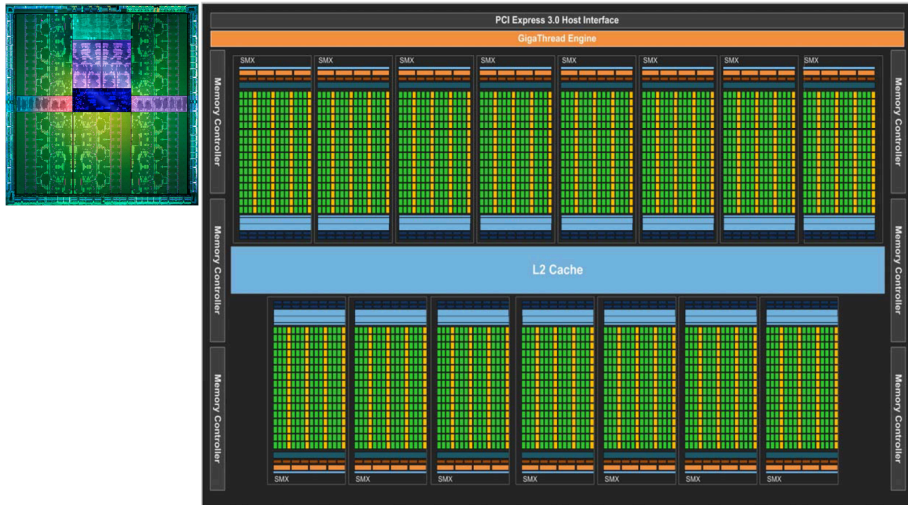 PCI Express 3.0 Host Interface
GigaThread Engine
SMX SMX SMX SMX SMX SMX SMX SMX
Memory Controller
Memory Controller
Memory Controller
Memory Controller
Memory Controller
Memory Controller
L2 Cache
SMX SMX SMX SMX SMX SMX SMX